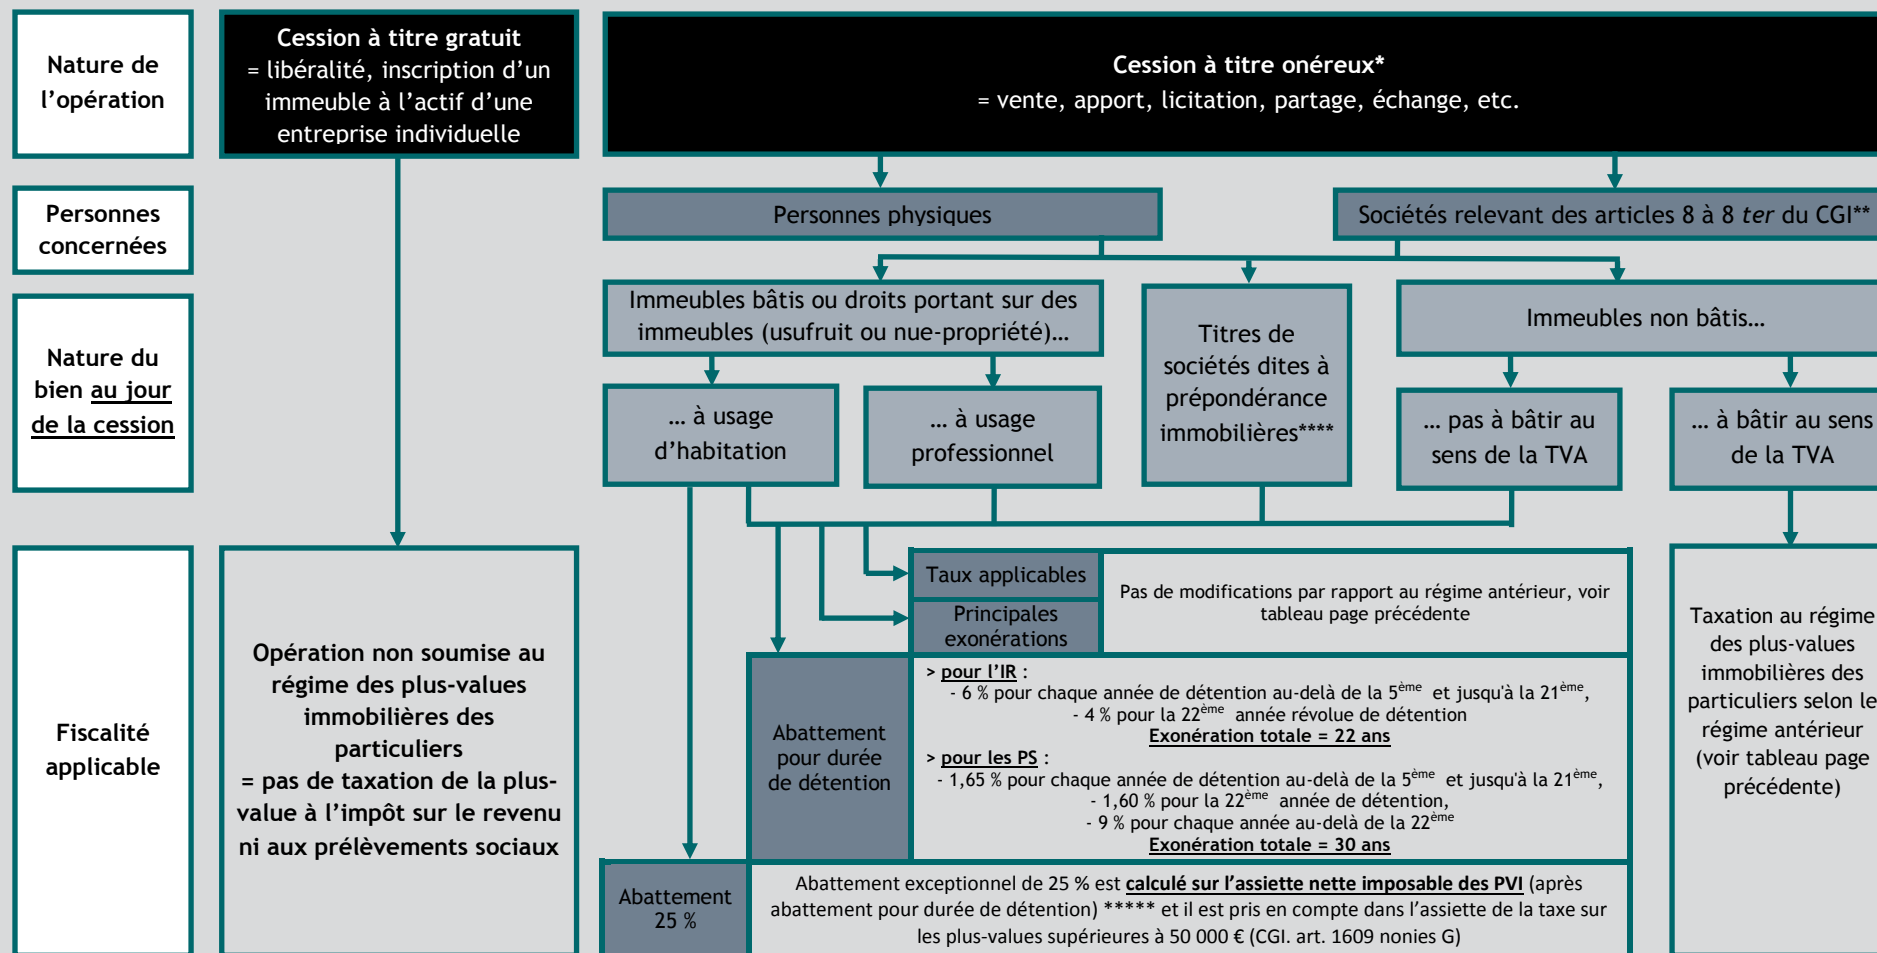 Nature de
l’opération
Cession à titre gratuit
= libéralité, inscription d’un
immeuble à l’actif d’une
entreprise individuelle
Cession à titre onéreux*
= vente, apport, licitation, partage, échange, etc.
Personnes
concernées
Personnes physiques
Sociétés relevant des articles 8 à 8 ter du CGI**
Nature du
bien au jour
de la cession
Immeubles bâtis ou droits portant sur des
immeubles (usufruit ou nue-propriété)…
Titres de
sociétés dites à
prépondérance
immobilières****
Immeubles non bâtis…
… à usage
d’habitation
… à usage
professionnel
… pas à bâtir au
sens de la TVA
… à bâtir au sens
de la TVA
Fiscalité
applicable
Opération non soumise au
régime des plus-values
immobilières des
particuliers
= pas de taxation de la plus-
value à l’impôt sur le revenu
ni aux prélèvements sociaux
Taux applicables
Principales
exonérations
Pas de modifications par rapport au régime antérieur, voir
tableau page précédente
Abattement
pour durée
de détention
> pour l’IR :
- 6 % pour chaque année de détention au-delà de la 5ème et jusqu'à la 21ème,
- 4 % pour la 22ème année révolue de détention
Exonération totale = 22 ans
> pour les PS :
- 1,65 % pour chaque année de détention au-delà de la 5ème et jusqu'à la 21ème,
- 1,60 % pour la 22ème année de détention,
- 9 % pour chaque année au-delà de la 22ème
Exonération totale = 30 ans
Abattement
25 %
Abattement exceptionnel de 25 % est calculé sur l’assiette nette imposable des PVI (après
abattement pour durée de détention) ***** et il est pris en compte dans l’assiette de la taxe sur
les plus-values supérieures à 50 000 € (CGI. art. 1609 nonies G)
Taxation au régime
des plus-values
immobilières des
particuliers selon le
régime antérieur
(voir tableau page
précédente)